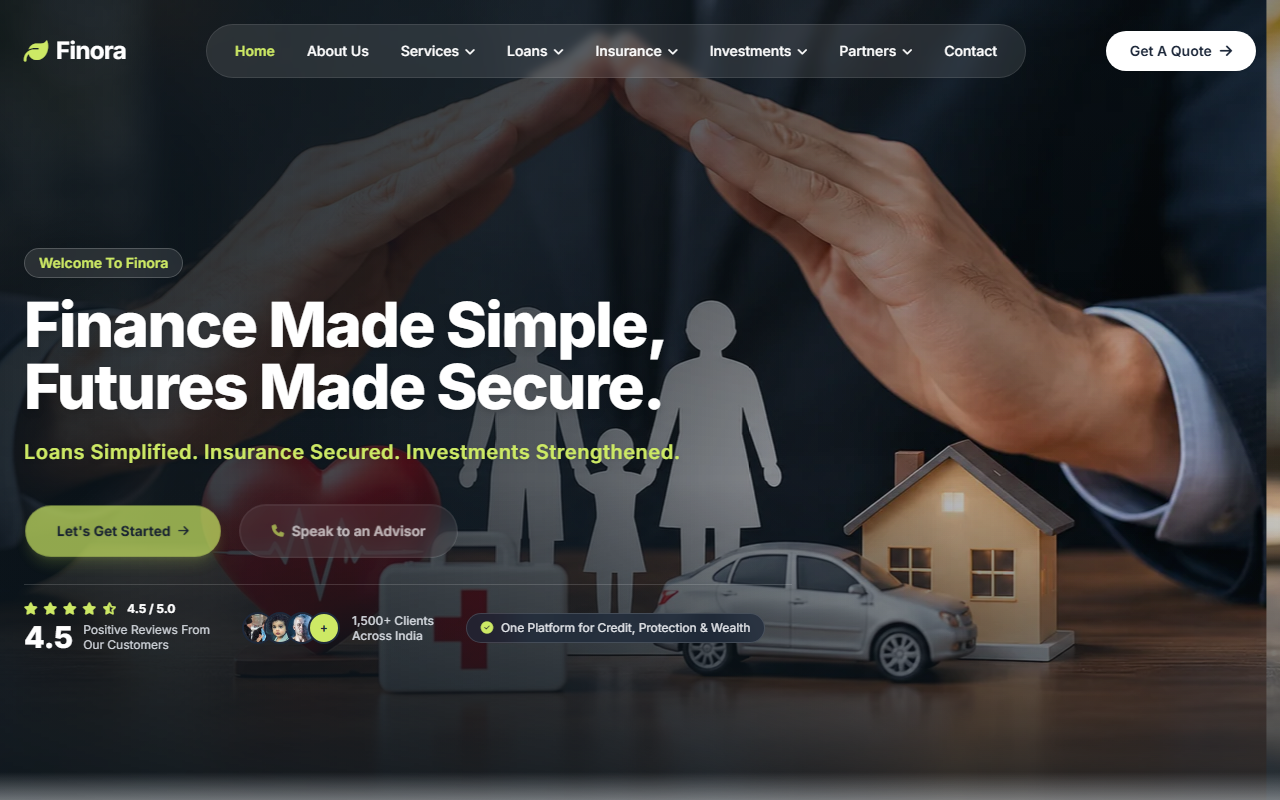 Finora
Home
About Us
Services
Loans
Insurance
Investments
Partners
Contact
Get A Quote
Welcome To Finora
Finance Made Simple,
Futures Made Secure.
Loans Simplified. Insurance Secured. Investments Strengthened.
Let's Get Started
Speak to an Advisor
4.5 / 5.0
4.5
Positive Reviews From
Our Customers
+
1,500+ Clients
Across India
One Platform for Credit, Protection & Wealth